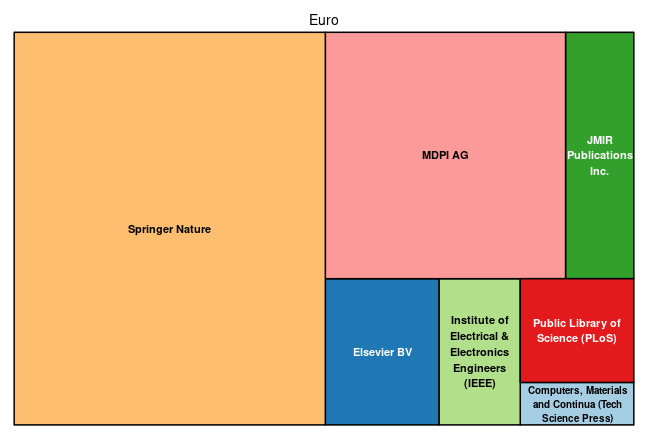 Euro
Springer Nature
MDPI AG
JMIR
Publications
Inc.
Elsevier BV
Institute of
Electrical &
Electronics
Engineers
(IEEE)
Public Library of
Science (PLoS)
Computers, Materials
and Continua (Tech
Science Press)